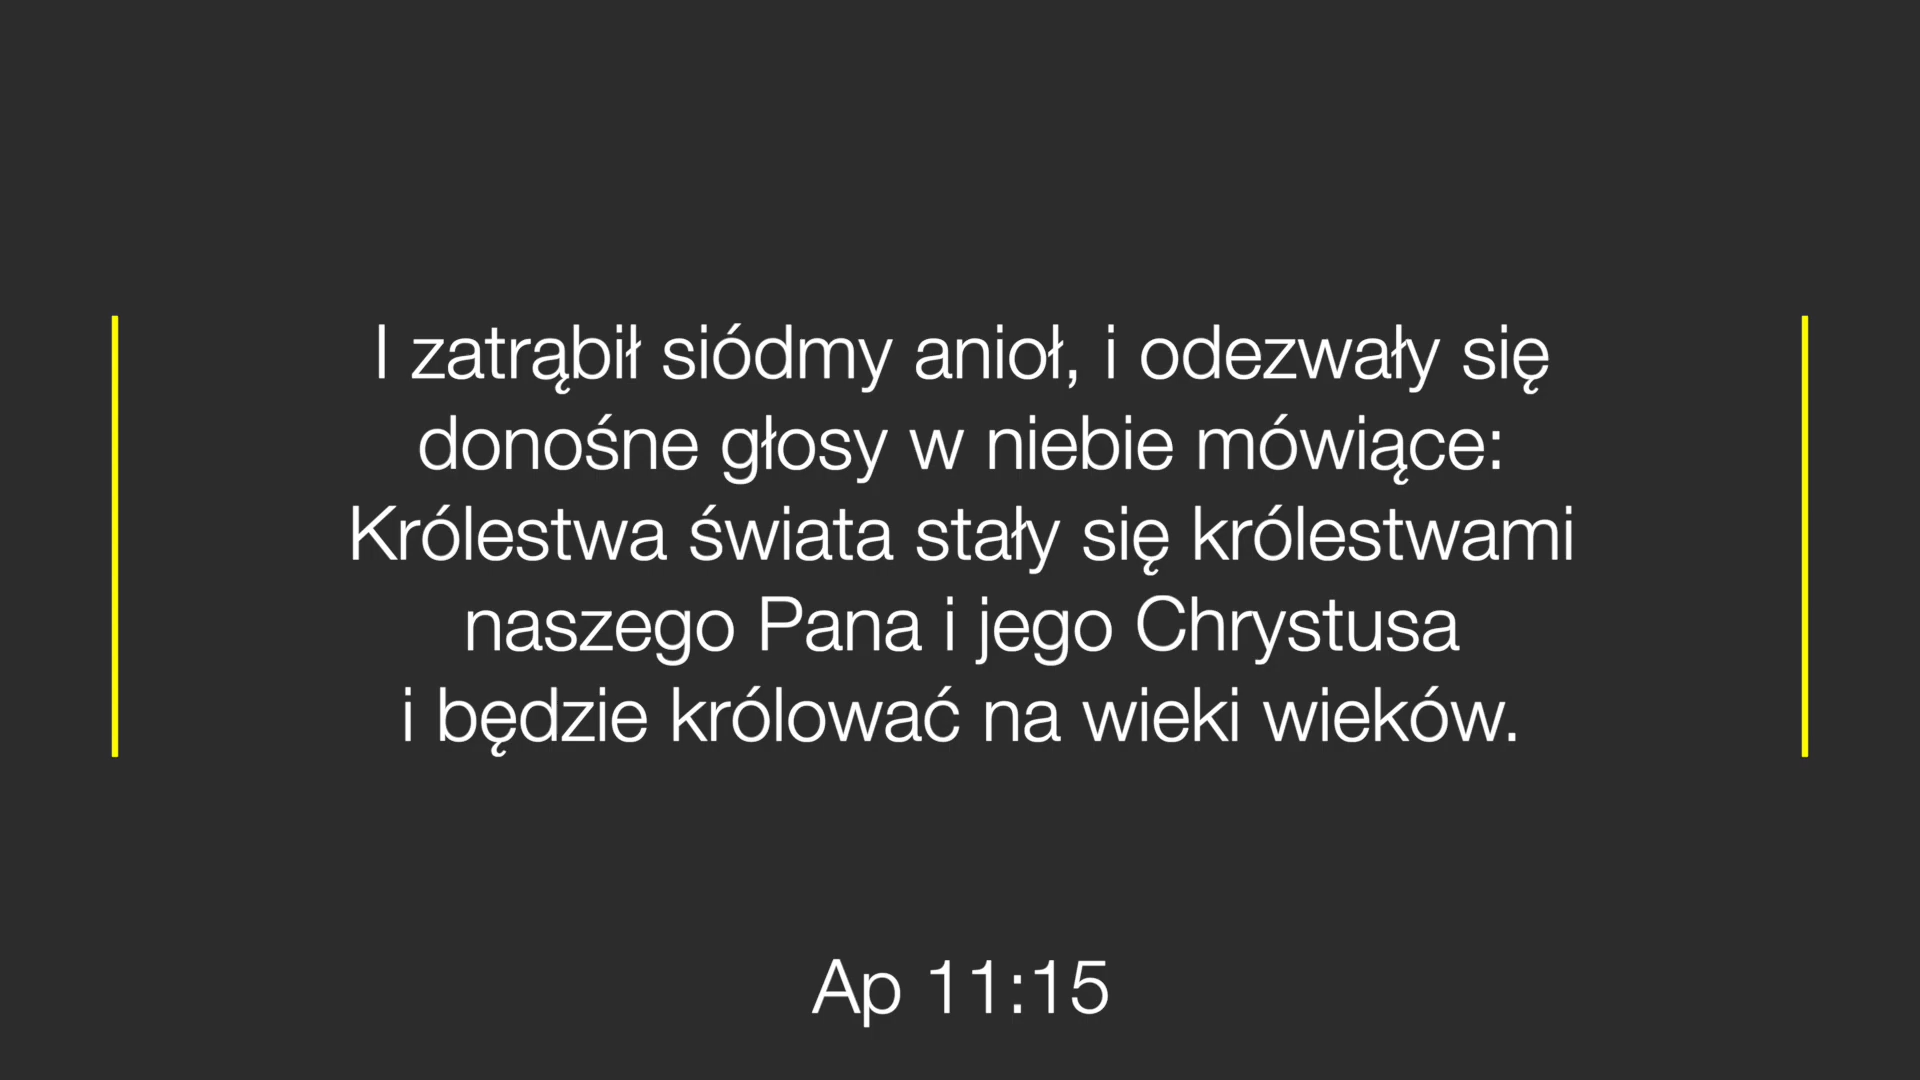 I zatrąbił siódmy anioł, i odezwały się
donośne głosy w niebie mówiące:
Królestwa świata stały się królestwami
naszego Pana i jego Chrystusa
i będzie królować na wieki wieków.
Ap 11:15